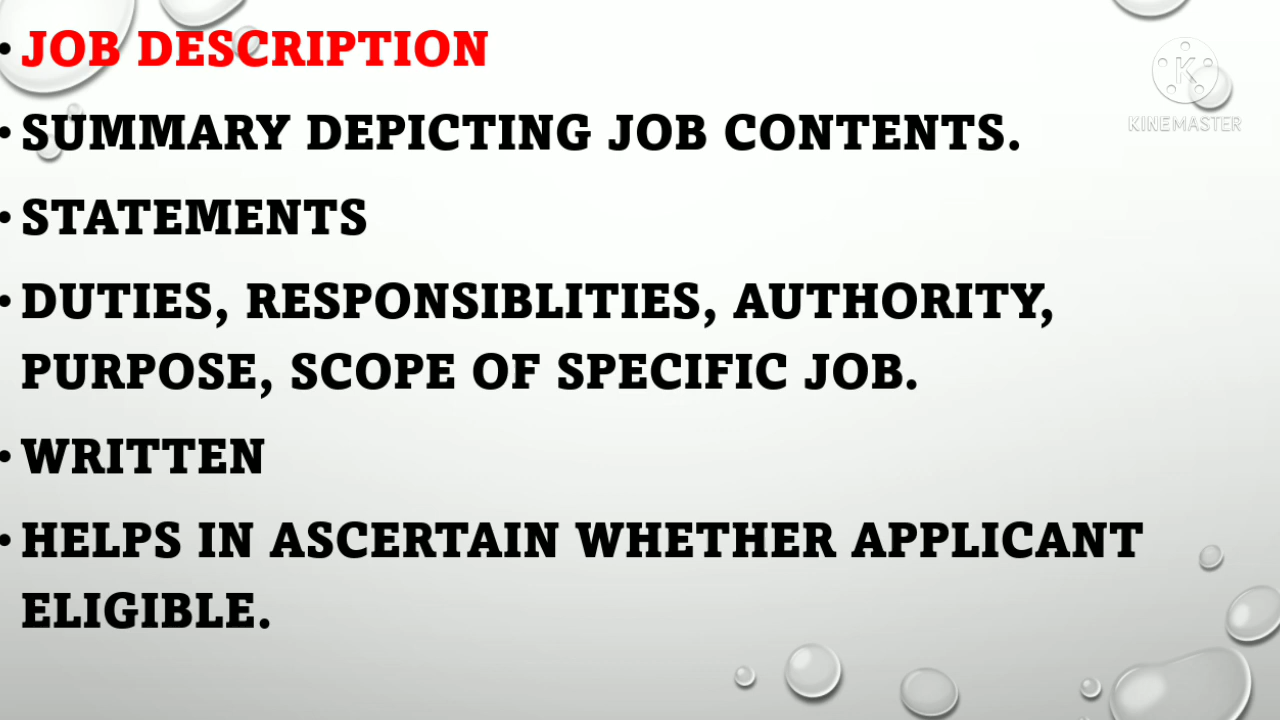 • JOB DESCRIPTION
• SUMMARY DEPICTING JOB CONTENTS.
• STATEMENTS
• DUTIES, RESPONSIBLITIES, AUTHORITY,
PURPOSE, SCOPE OF SPECIFIC JOB.
• WRITTEN
• HELPS IN ASCERTAIN WHETHER APPLICANT
ELIGIBLE.
K
KINEMASTER